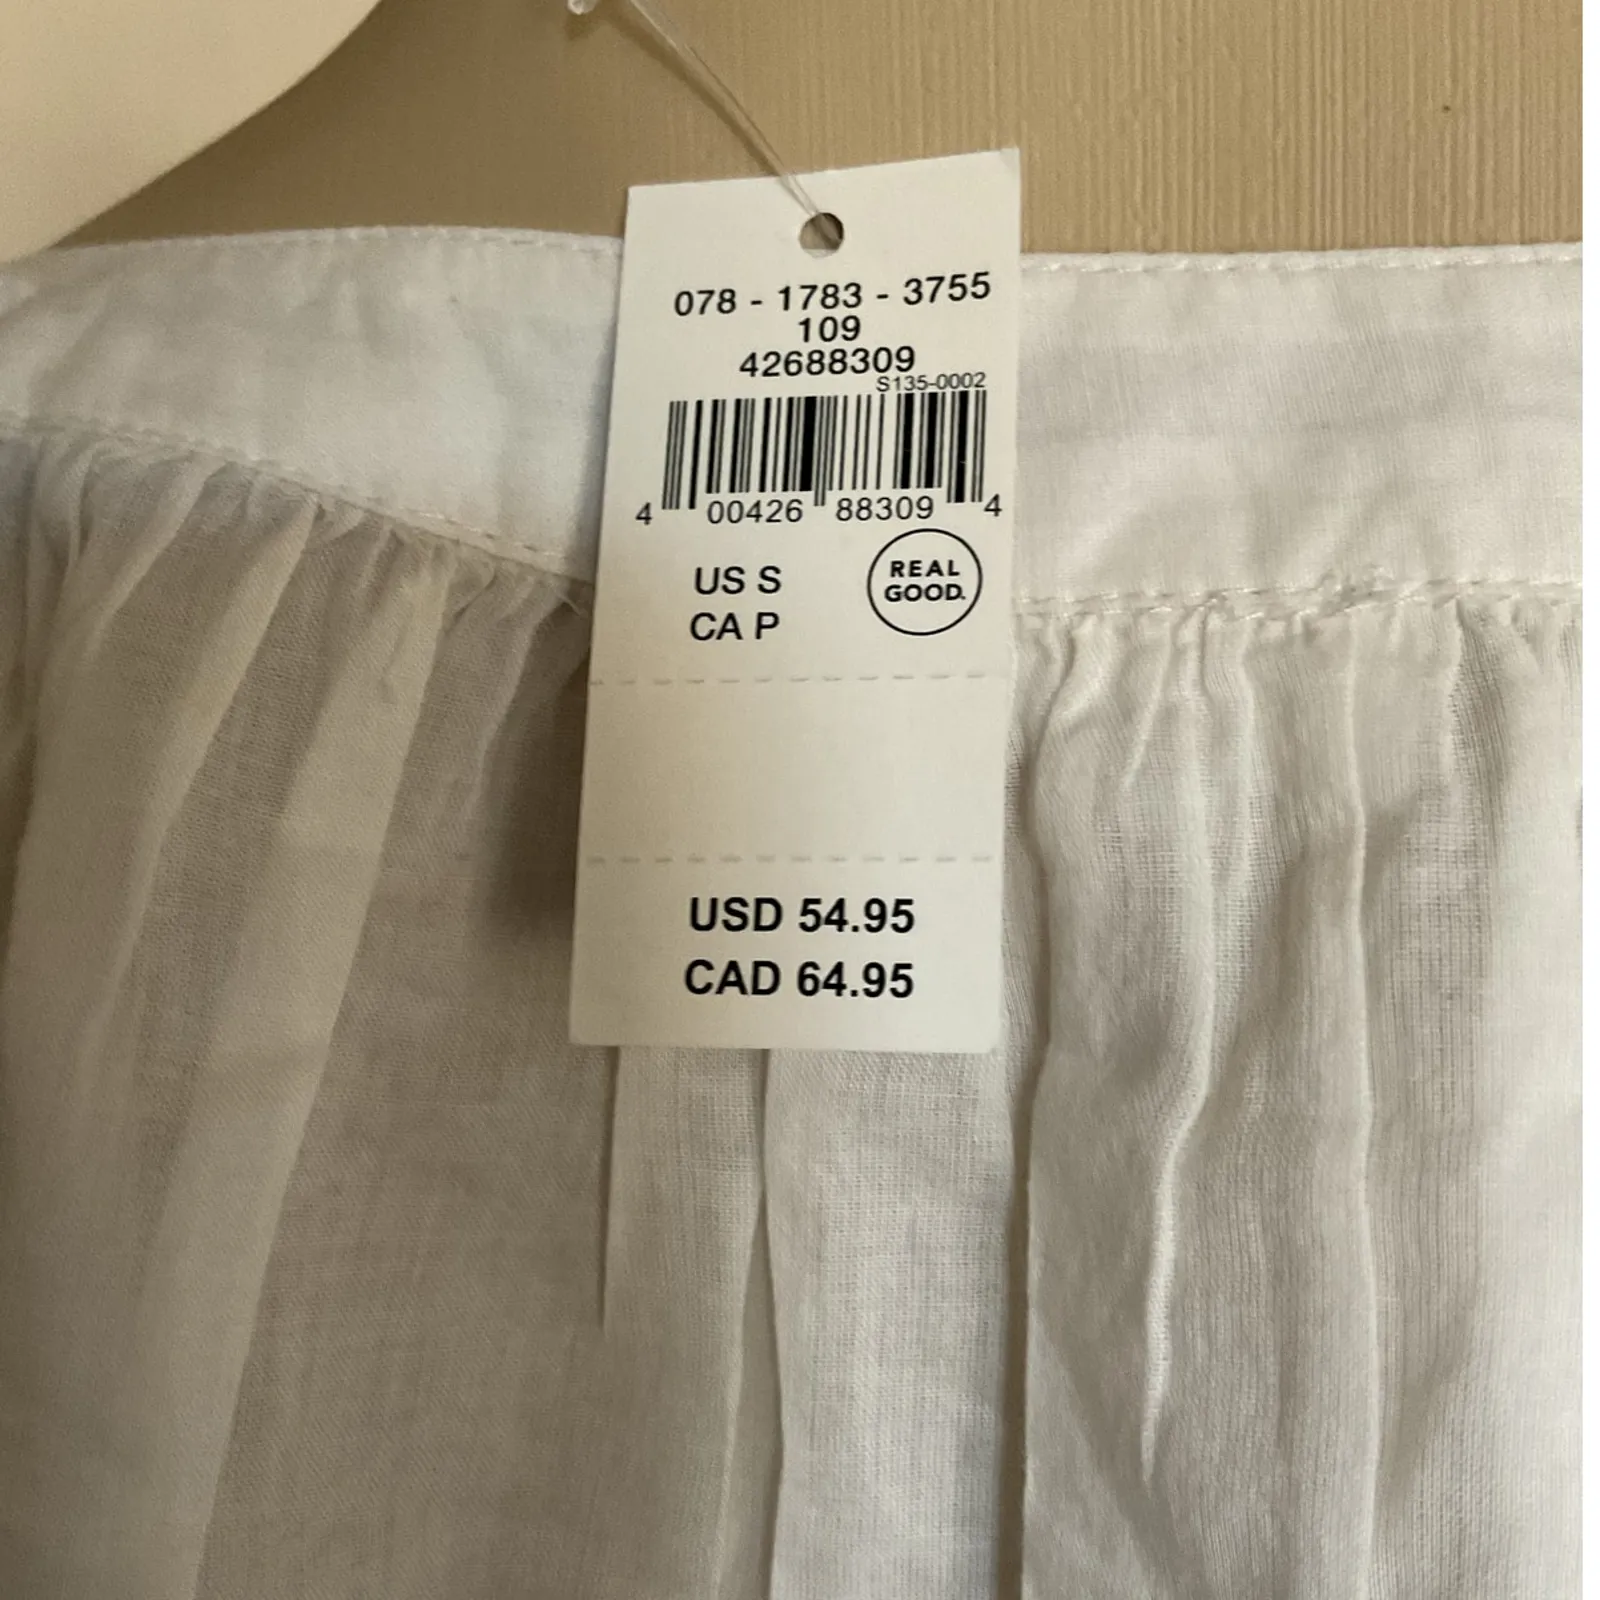 078 - 1783 - 3755
109
42688309
S135-0002
4 00426 88309 4
US S
CA P
REAL
GOOD.
USD 54.95
CAD 64.95